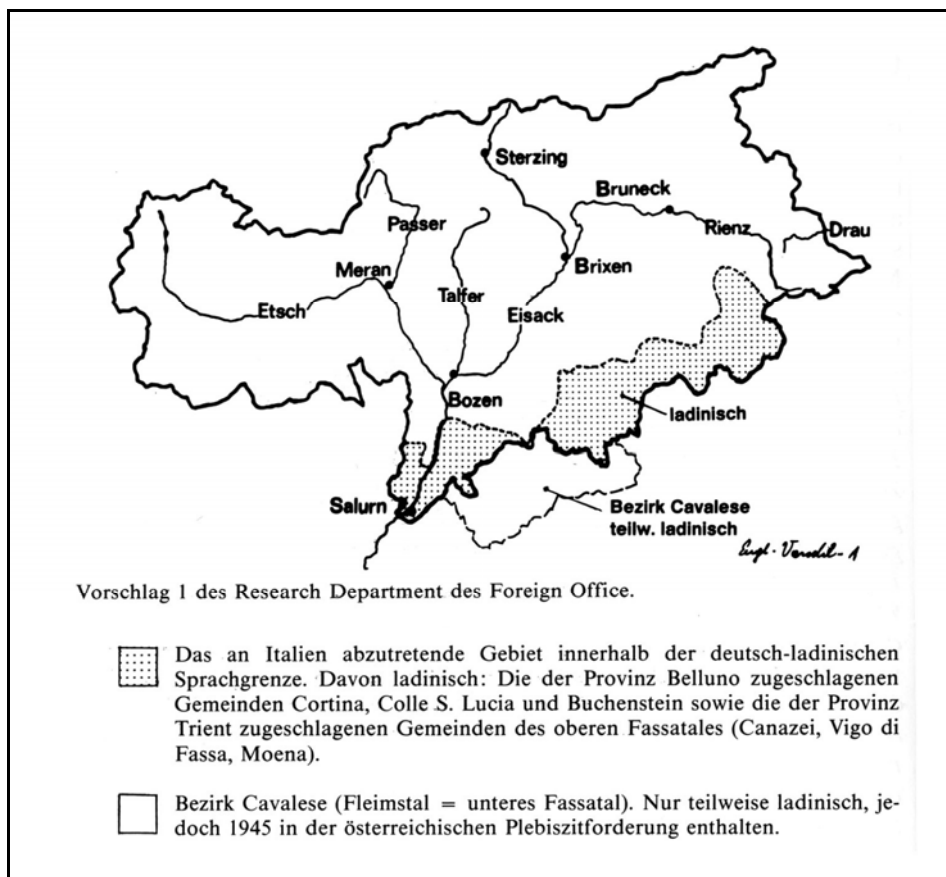 Sterzing
Bruneck
Passer
Rienz
Drau
Meran
Brixen
Talfer
Etsch
Eisack
Bozen
ladinisch
Salurn
Bezirk Cavalese
teilw. ladinisch
Engl. 1
Vorschlag 1 des Research Department des Foreign Office.
Das an Italien abzutretende Gebiet innerhalb der deutsch-ladinischen
Sprachgrenze. Davon ladinisch: Die der Provinz Belluno zugeschlagenen
Gemeinden Cortina, Colle S. Lucia und Buchenstein sowie die der Provinz
Trient zugeschlagenen Gemeinden des oberen Fassatales (Canazei, Vigo di
Fassa, Moena).
Bezirk Cavalese (Fleimstal = unteres Fassatal). Nur teilweise ladinisch, je-
doch 1945 in der österreichischen Plebiszitforderung enthalten.